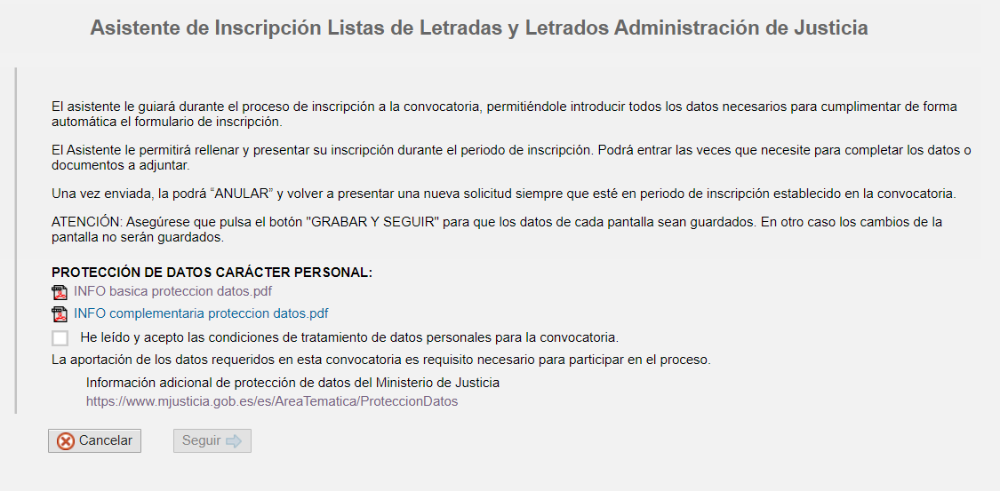 Asistente de Inscripción Listas de Letradas y Letrados Administración de Justicia
El asistente le guiará durante el proceso de inscripción a la convocatoria, permitiéndole introducir todos los datos necesarios para cumplimentar de forma
automática el formulario de inscripción.
El Asistente le permitirá rellenar y presentar su inscripción durante el periodo de inscripción. Podrá entrar las veces que necesite para completar los datos o
documentos a adjuntar.
Una vez enviada, la podrá “ANULAR” y volver a presentar una nueva solicitud siempre que esté en periodo de inscripción establecido en la convocatoria.
ATENCIÓN: Asegúrese que pulsa el botón "GRABAR Y SEGUIR" para que los datos de cada pantalla sean guardados. En otro caso los cambios de la
pantalla no serán guardados.
PROTECCIÓN DE DATOS CARÁCTER PERSONAL:
INFO basica proteccion datos.pdf
INFO complementaria proteccion datos.pdf
He leído y acepto las condiciones de tratamiento de datos personales para la convocatoria.
La aportación de los datos requeridos en esta convocatoria es requisito necesario para participar en el proceso.
Información adicional de protección de datos del Ministerio de Justicia
https://www.mjusticia.gob.es/es/AreaTematica/ProteccionDatos
Cancelar Seguir